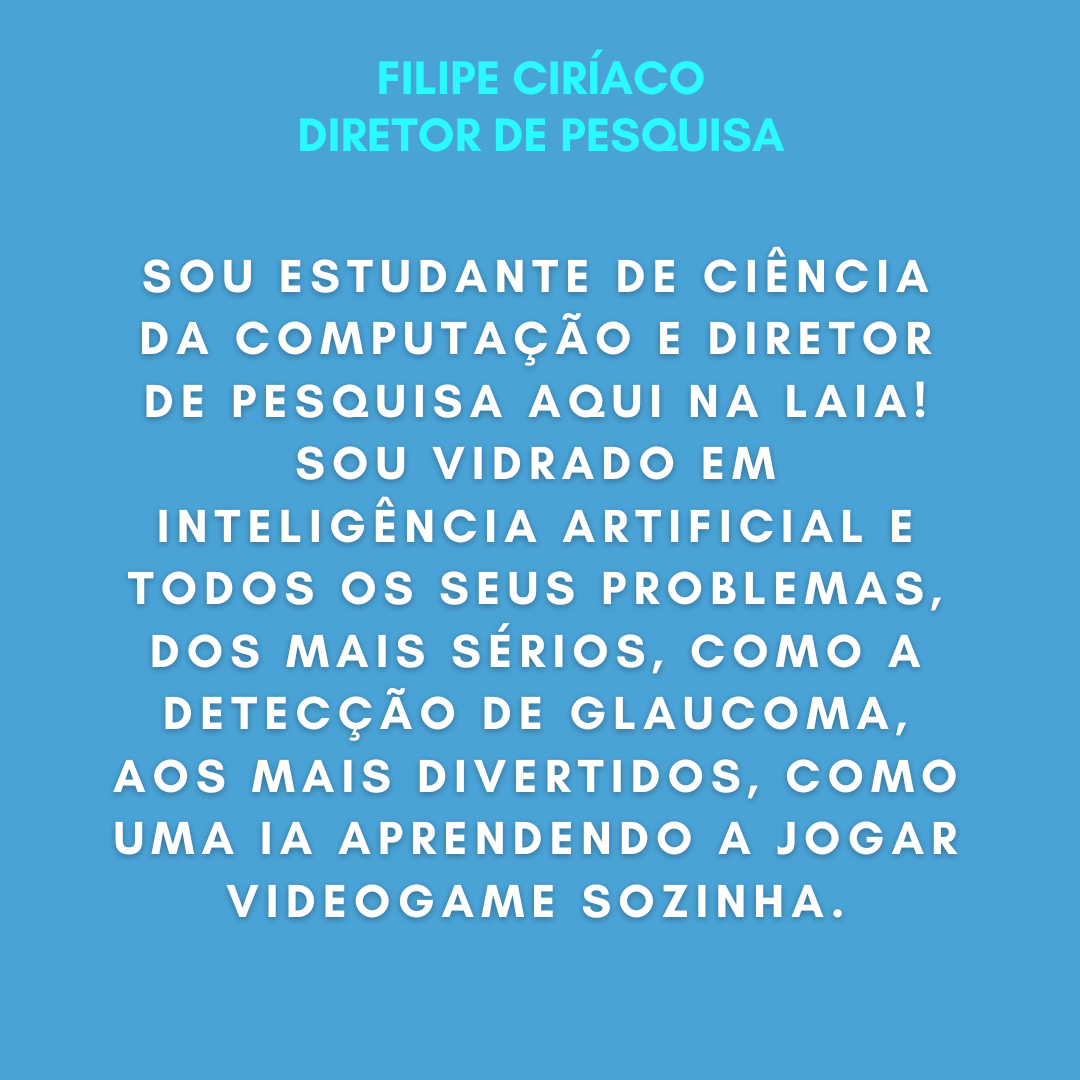 FILIPE CIRÍACO
DIRETOR DE PESQUISA
SOU ESTUDANTE DE CIÊNCIA
DA COMPUTAÇÃO E DIRETOR
DE PESQUISA AQUI NA LAIA!
SOU VIDRADO EM
INTELIGÊNCIA ARTIFICIAL E
TODOS OS SEUS PROBLEMAS,
DOS MAIS SÉRIOS, COMO A
DETECÇÃO DE GLAUCOMA,
AOS MAIS DIVERTIDOS, COMO
UMA IA APRENDENDO A JOGAR
VIDEOGAME SOZINHA.